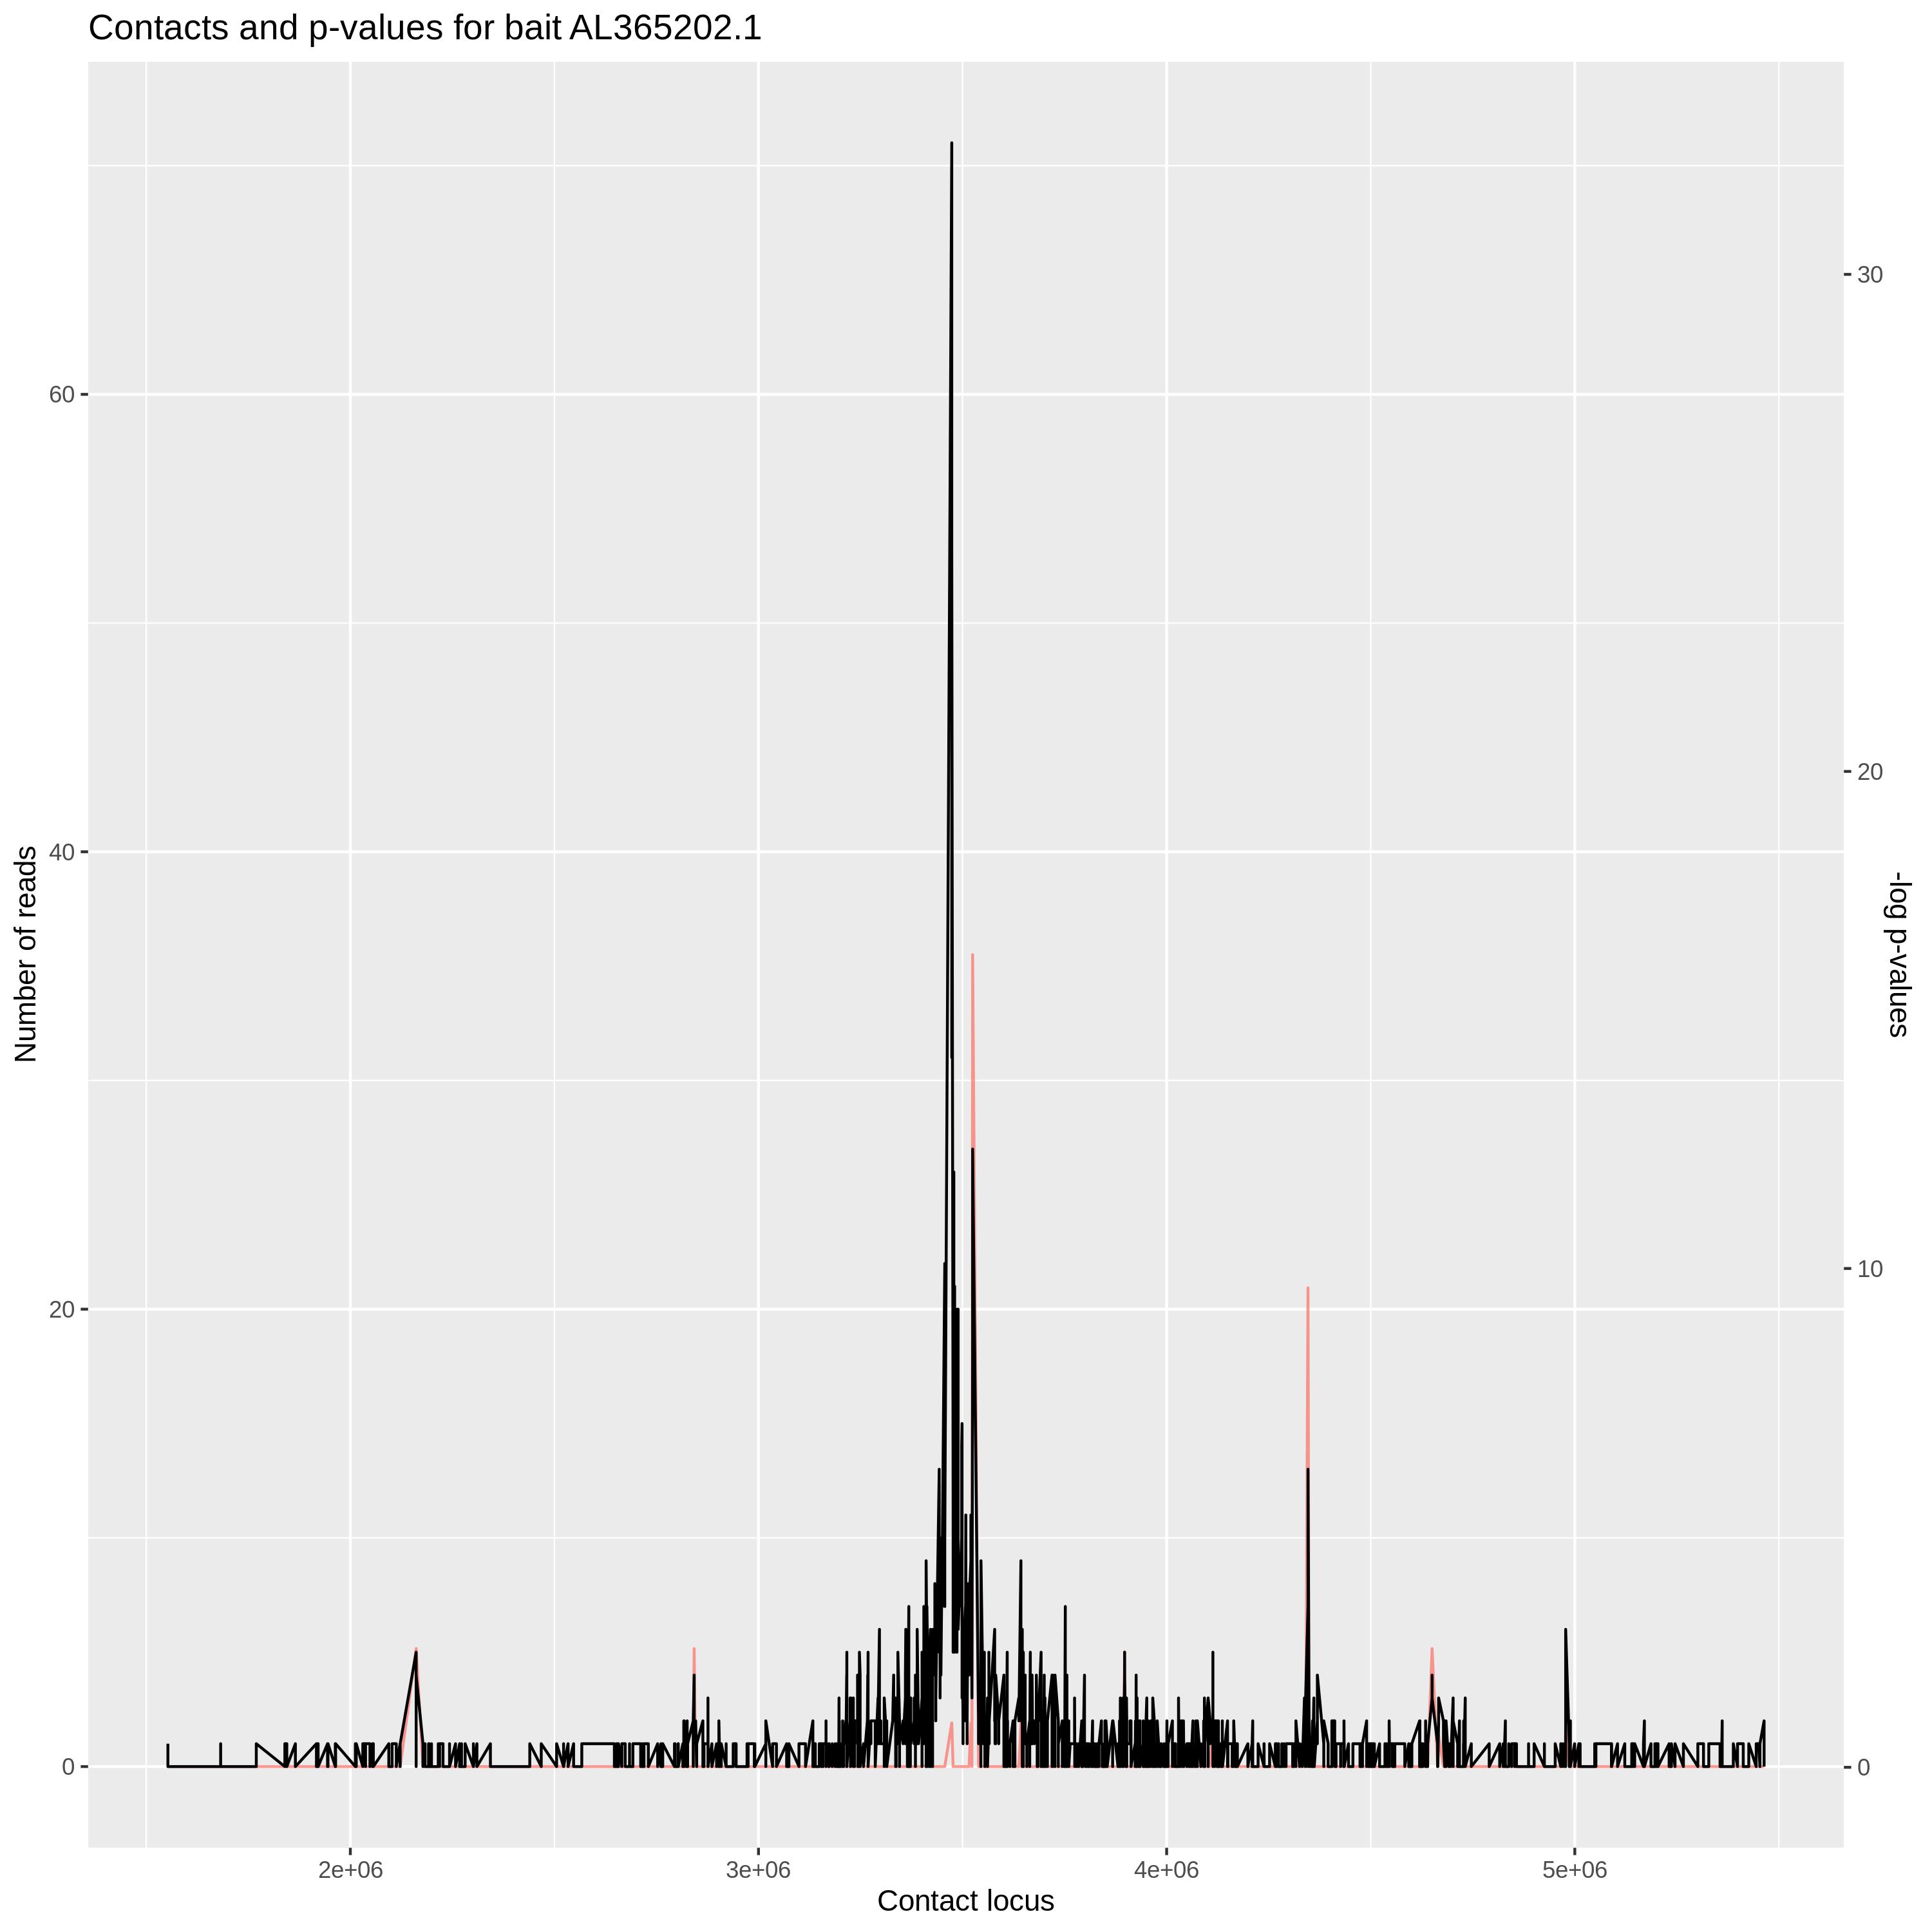 Contacts and p-values for bait AL365202.1
Number of reads
60
40
20
0
30
20
10
0
-log p-values
2e+06
3e+06
4e+06
5e+06
Contact locus